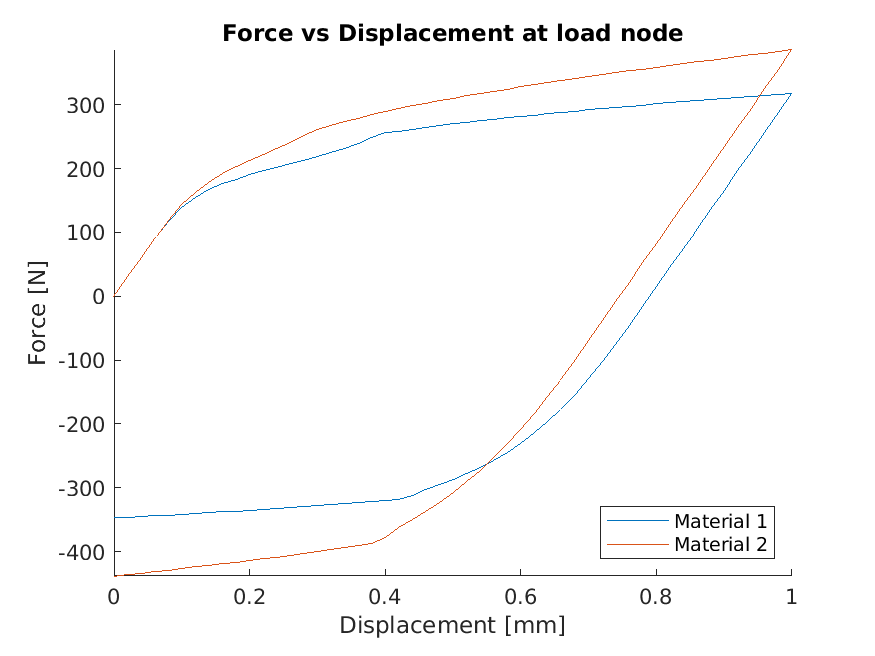 Force vs Displacement at load node
300
200
100
0
-100
-200
-300
-400
Force [N]
0
0.2
0.4
0.6
0.8
1
Displacement [mm]
Material 1
Material 2